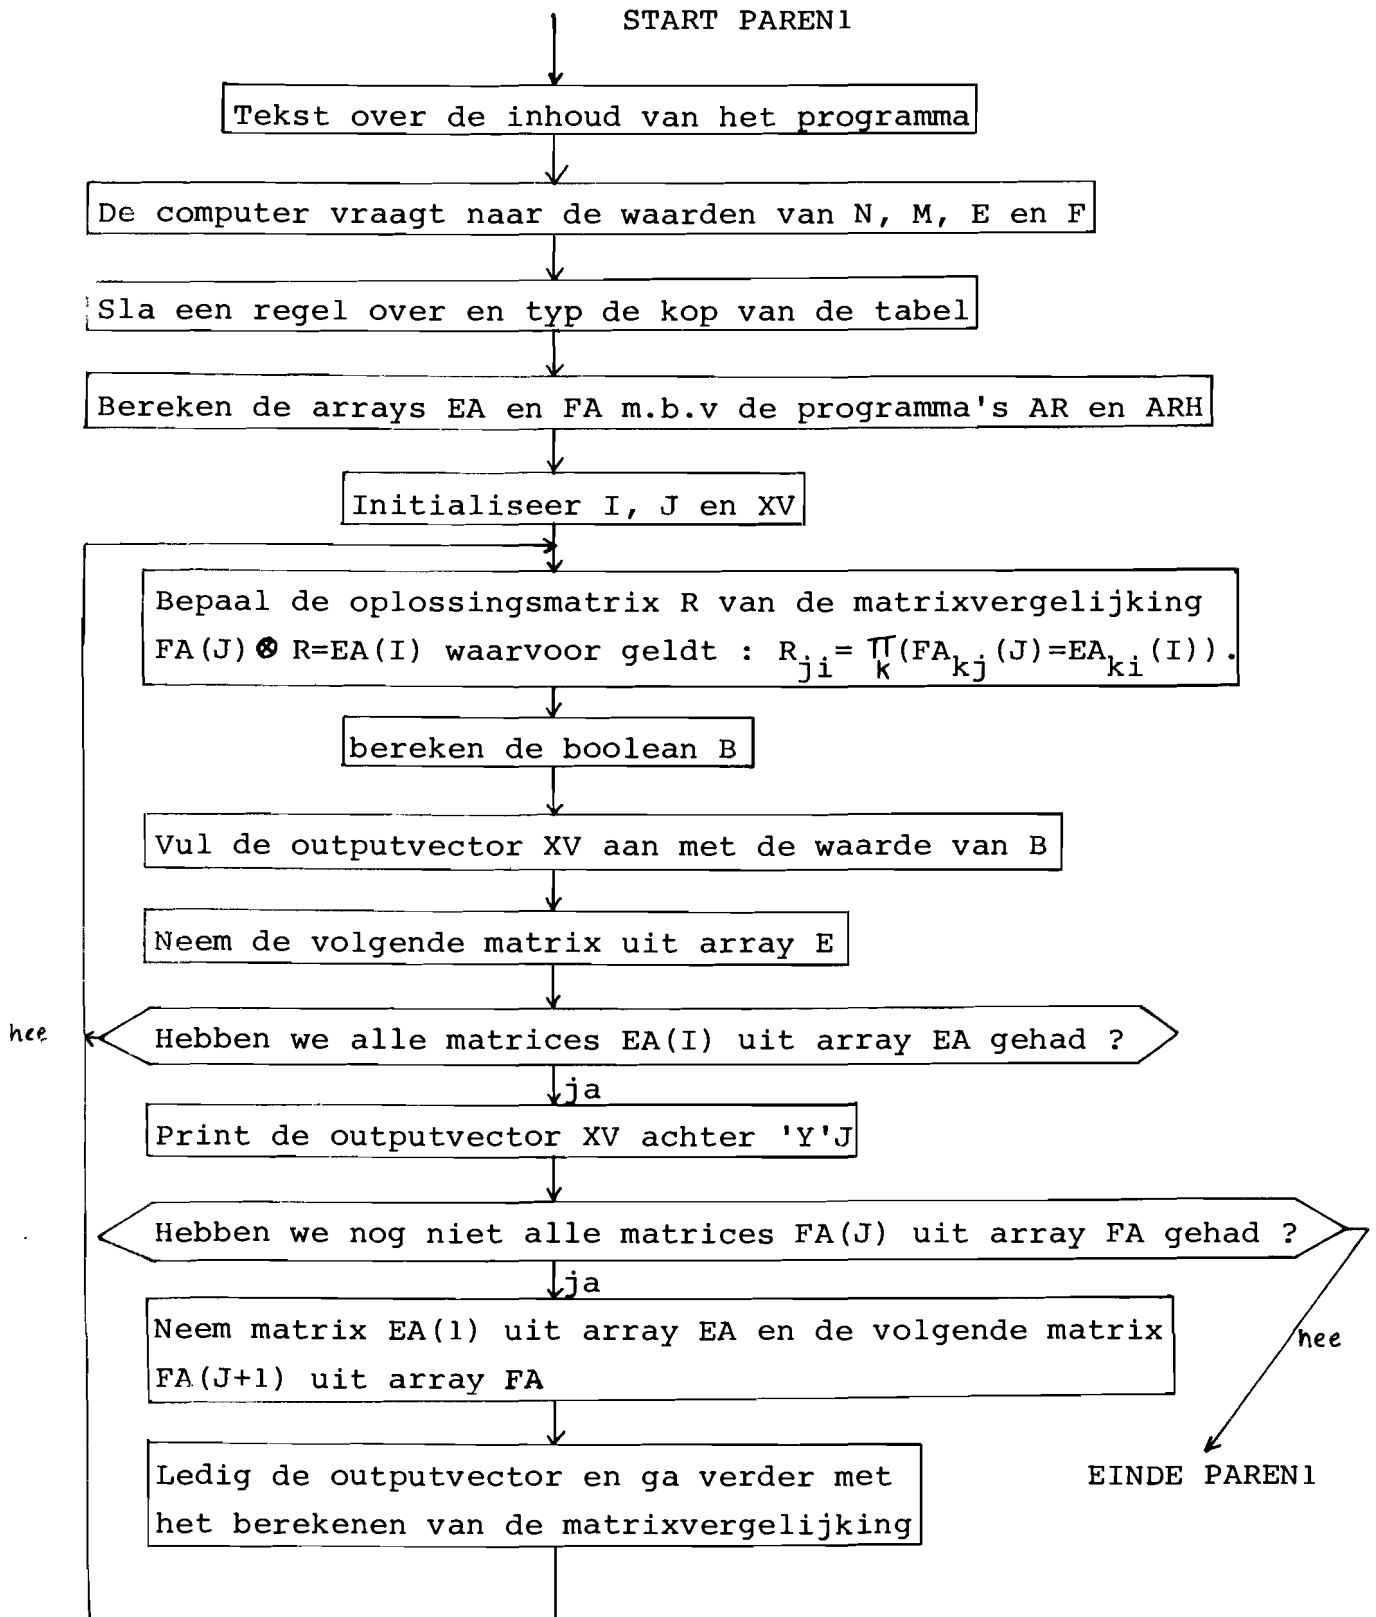 START PAREN1
Tekst over de inhoud van het programma
De computer vraagt naar de waarden van N, M, E en F
Sla een regel over en typ de kop van de tabel
Bereken de arrays EA en FA m.b.v de programma's AR en ARH
Initialiseer I, J en XV
Bepaal de oplossingsmatrix R van de matrixvergelijking
FA(J) ⊗ R=EA(I) waarvoor geldt : R_ji= ∏_k(FA_kj(J)=EA_ki(I)).
bereken de boolean B
Vul de outputvector XV aan met de waarde van B
Neem de volgende matrix uit array E
hee
Hebben we alle matrices EA(I) uit array EA gehad ?
ja
Print de outputvector XV achter 'Y'J
Hebben we nog niet alle matrices FA(J) uit array FA gehad ?
ja
Neem matrix EA(1) uit array EA en de volgende matrix
FA(J+1) uit array FA
hee
Ledig de outputvector en ga verder met
het berekenen van de matrixvergelijking
EINDE PAREN1